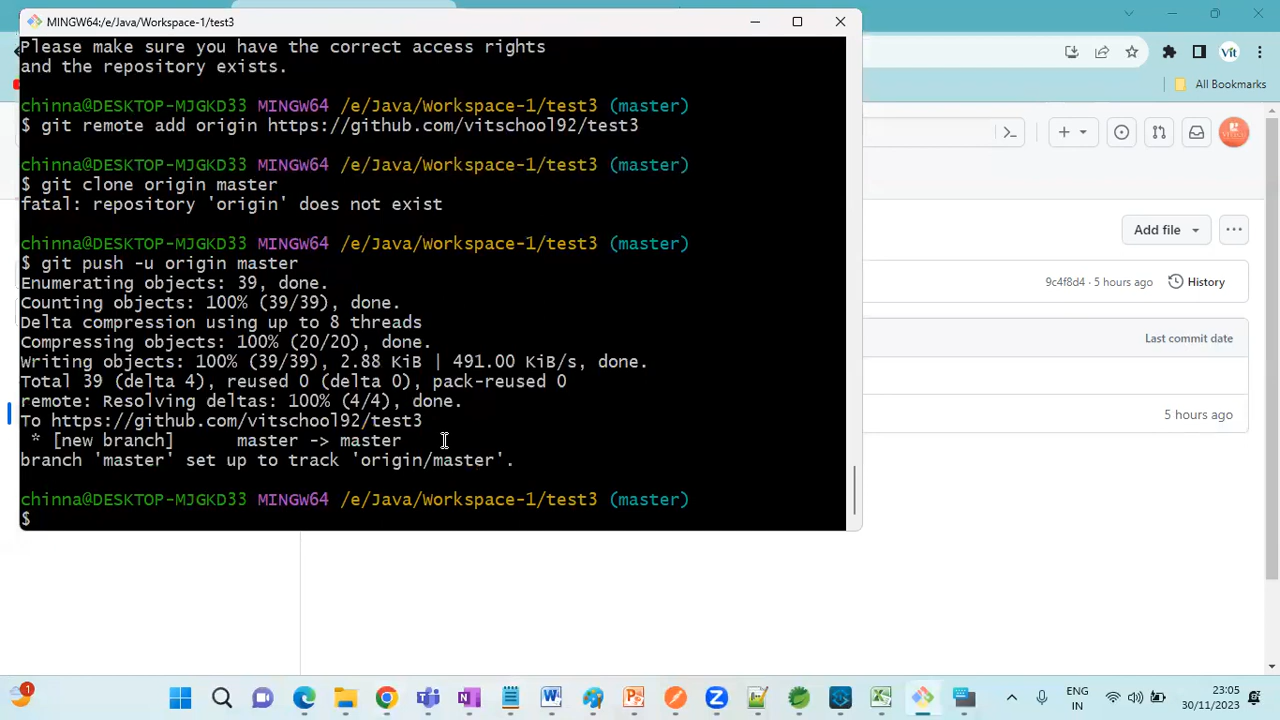 MINGW64:/e/Java/Workspace-1/test3
Please make sure you have the correct access rights
and the repository exists.
chinna@DESKTOP-MJGKD33 MINGW64 /e/Java/Workspace-1/test3 (master)
$ git remote add origin https://github.com/vitschool92/test3
chinna@DESKTOP-MJGKD33 MINGW64 /e/Java/Workspace-1/test3 (master)
$ git clone origin master
fatal: repository 'origin' does not exist
chinna@DESKTOP-MJGKD33 MINGW64 /e/Java/Workspace-1/test3 (master)
$ git push -u origin master
Enumerating objects: 39, done.
Counting objects: 100% (39/39), done.
Delta compression using up to 8 threads
Compressing objects: 100% (20/20), done.
Writing objects: 100% (39/39), 2.88 KiB | 491.00 KiB/s, done.
Total 39 (delta 4), reused 0 (delta 0), pack-reused 0
remote: Resolving deltas: 100% (4/4), done.
To https://github.com/vitschool92/test3
* [new branch] master -> master
branch 'master' set up to track 'origin/master'.
chinna@DESKTOP-MJGKD33 MINGW64 /e/Java/Workspace-1/test3 (master)
$
vit
All Bookmarks
Add file
9c4f8d4 · 5 hours ago History
Last commit date
5 hours ago
1
ENG
IN
3:05
30/11/2023